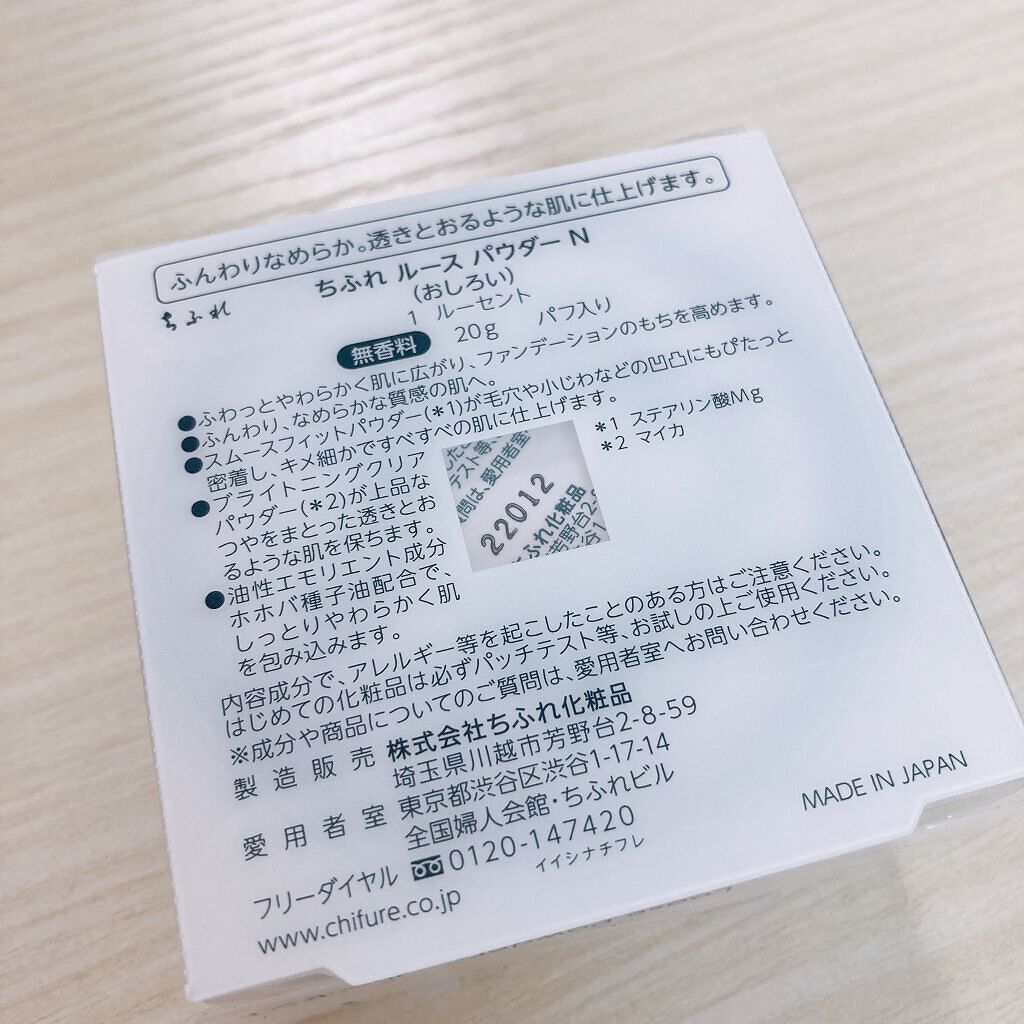 ふんわりなめらか。透きとおるような肌に仕上げます。
ちふれ
ちふれ ルース パウダー N
(おしろい)
1 ルーセント
20g パフ入り
無香料
●ふわっとやわらかく肌に広がり、ファンデーションのもちを高めます。
●ふんわり、なめらかな質感の肌へ。
●スムースフィットパウダー(*1)が毛穴や小じわなどの凹凸にもぴたっと
密着し、キメ細かですべすべの肌に仕上げます。
●ブライトニングクリア
パウダー(*2)が上品な
つやをまとった透きとお
るような肌を保ちます。
●油性エモリエント成分
ホホバ種子油配合で、
しっとりやわらかく肌
を包み込みます。
*1 ステアリン酸Mg
*2 マイカ
テスト等、
質問は、愛用者室
22012
ふれ化粧品
芳野台2-8
内容成分で、アレルギー等を起こしたことのある方はご注意ください。
はじめての化粧品は必ずパッチテスト等、お試しの上ご使用ください。
※成分や商品についてのご質問は、愛用者室へお問い合わせください。
製造販売 株式会社ちふれ化粧品
埼玉県川越市芳野台2-8-59
愛用者室 東京都渋谷区渋谷1-17-14
全国婦人会館・ちふれビル
フリーダイヤル 0120-147420
イイシナチフレ
www.chifure.co.jp
MADE IN JAPAN